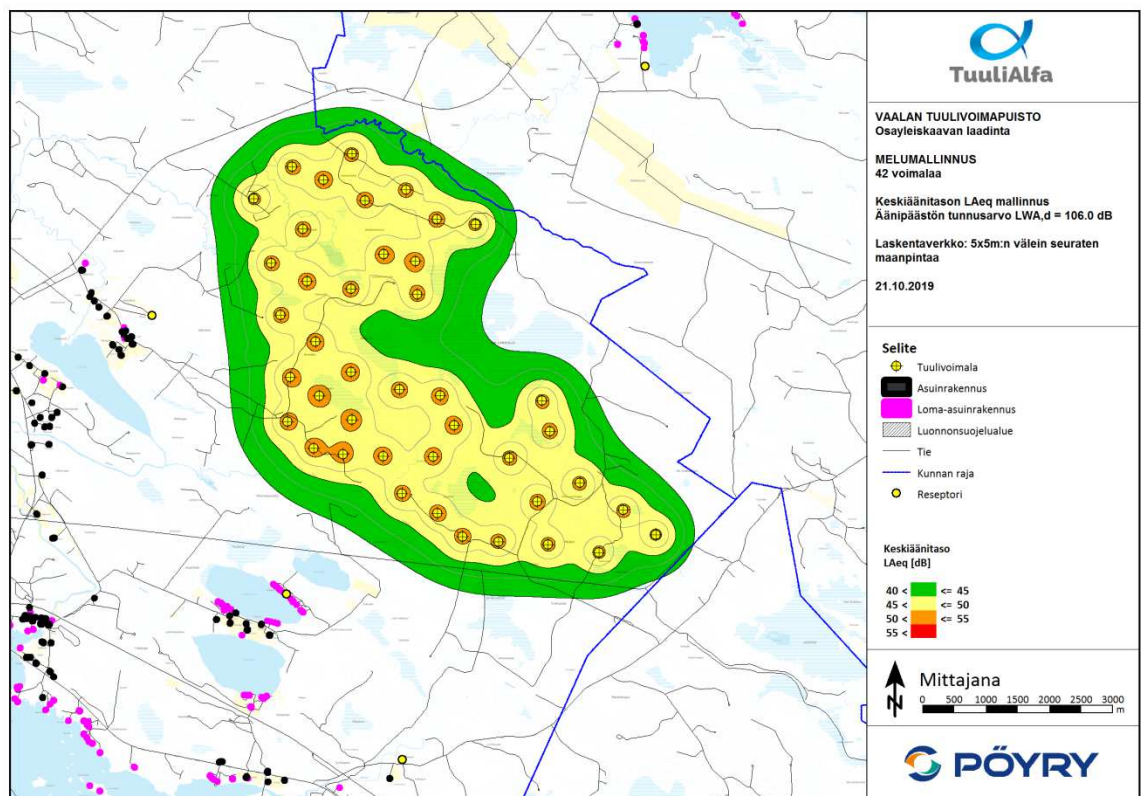 TuuliAlfa
VAALAN TUULIVOIMAPUISTO
Osayleiskaavan laadinta
MELUMALLINNUS
42 voimalaa
Keskiäänitason LAeq mallinnus
Äänipäästön tunnusarvo LWA,d = 106.0 dB
Laskentaverkko: 5x5m:n välein seuraten
maanpintaa
21.10.2019
Selite
Tuulivoimala
Asuinrakennus
Loma-asuinrakennus
Luonnonsuojelualue
Tie
Kunnan raja
Reseptori
Keskiäänitaso
LAeq [dB]
40 < <= 45
45 < <= 50
50 < <= 55
55 <
Mittajana
0 500 1000 1500 2000 2500 3000
m
N
PÖYRY